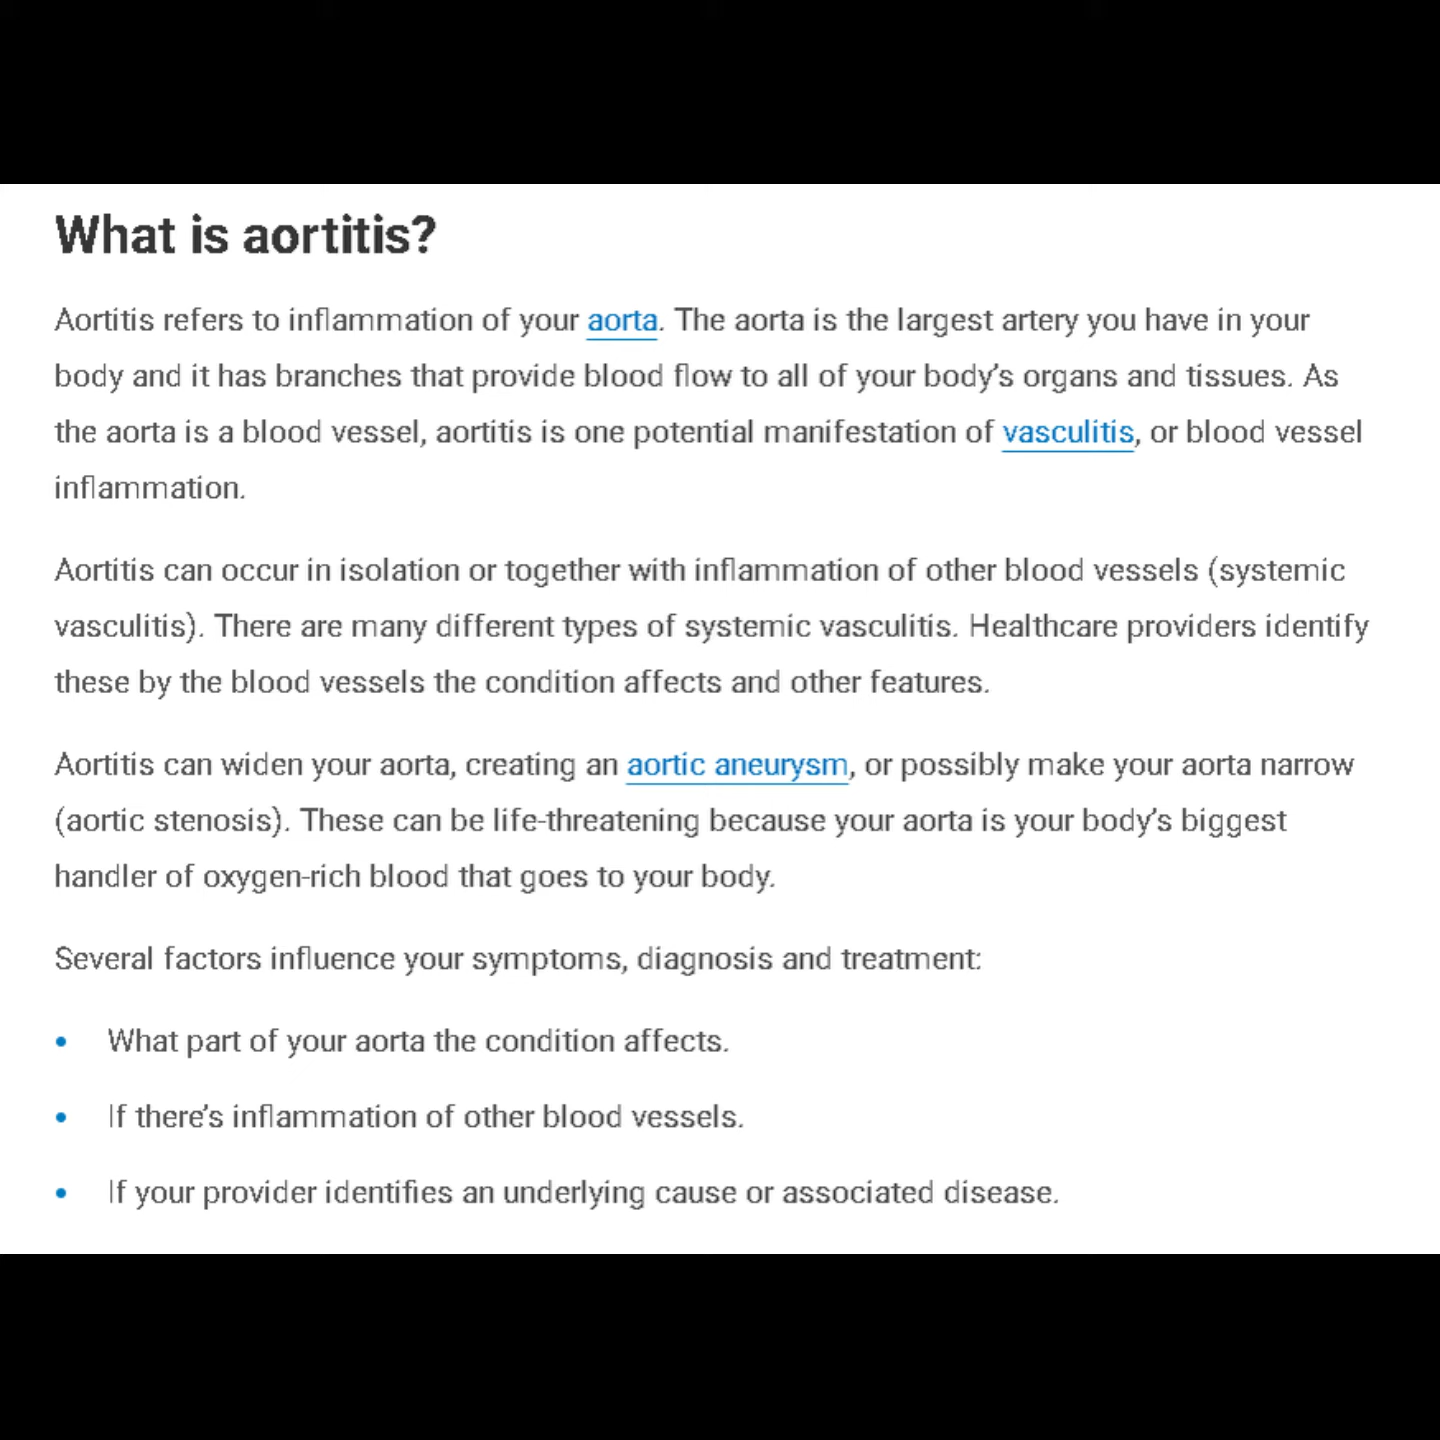 What is aortitis?
Aortitis refers to inflammation of your aorta. The aorta is the largest artery you have in your
body and it has branches that provide blood flow to all of your body's organs and tissues. As
the aorta is a blood vessel, aortitis is one potential manifestation of vasculitis, or blood vessel
inflammation.
Aortitis can occur in isolation or together with inflammation of other blood vessels (systemic
vasculitis). There are many different types of systemic vasculitis. Healthcare providers identify
these by the blood vessels the condition affects and other features.
Aortitis can widen your aorta, creating an aortic aneurysm, or possibly make your aorta narrow
(aortic stenosis). These can be life-threatening because your aorta is your body's biggest
handler of oxygen-rich blood that goes to your body.
Several factors influence your symptoms, diagnosis and treatment:
• What part of your aorta the condition affects.
• If there's inflammation of other blood vessels.
• If your provider identifies an underlying cause or associated disease.